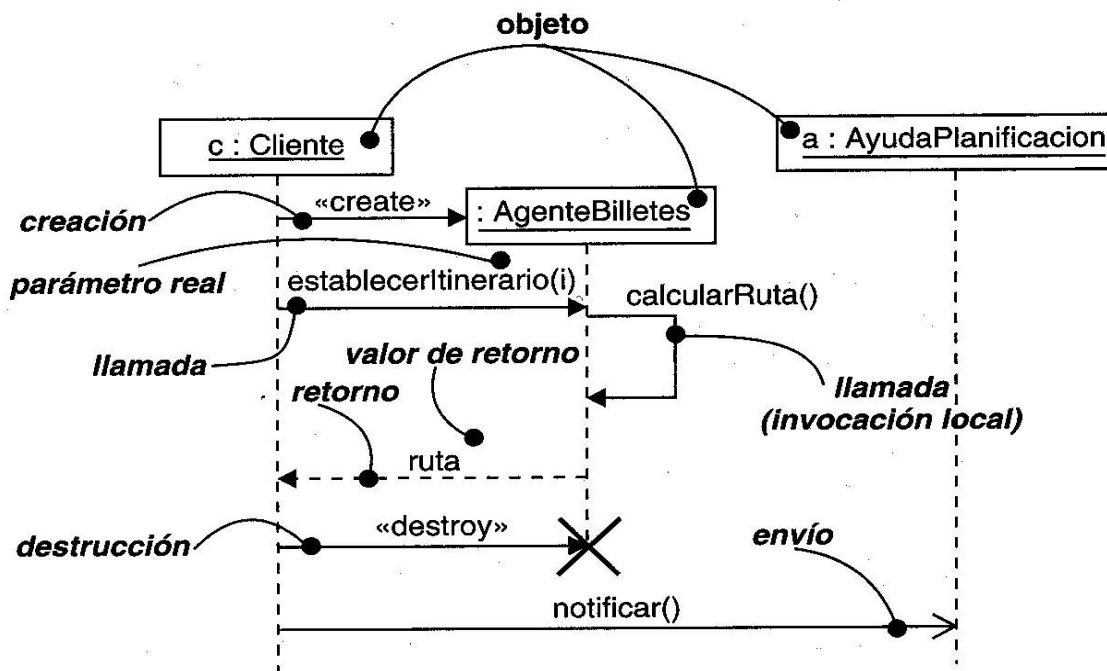 objeto
c : Cliente
a : AyudaPlanificacion
creación
«create»
: AgenteBilletes
parámetro real
establecerItinerario(i)
calcularRuta()
llamada
valor de retorno
retorno
llamada
(invocación local)
ruta
destrucción
«destroy»
envío
notificar()